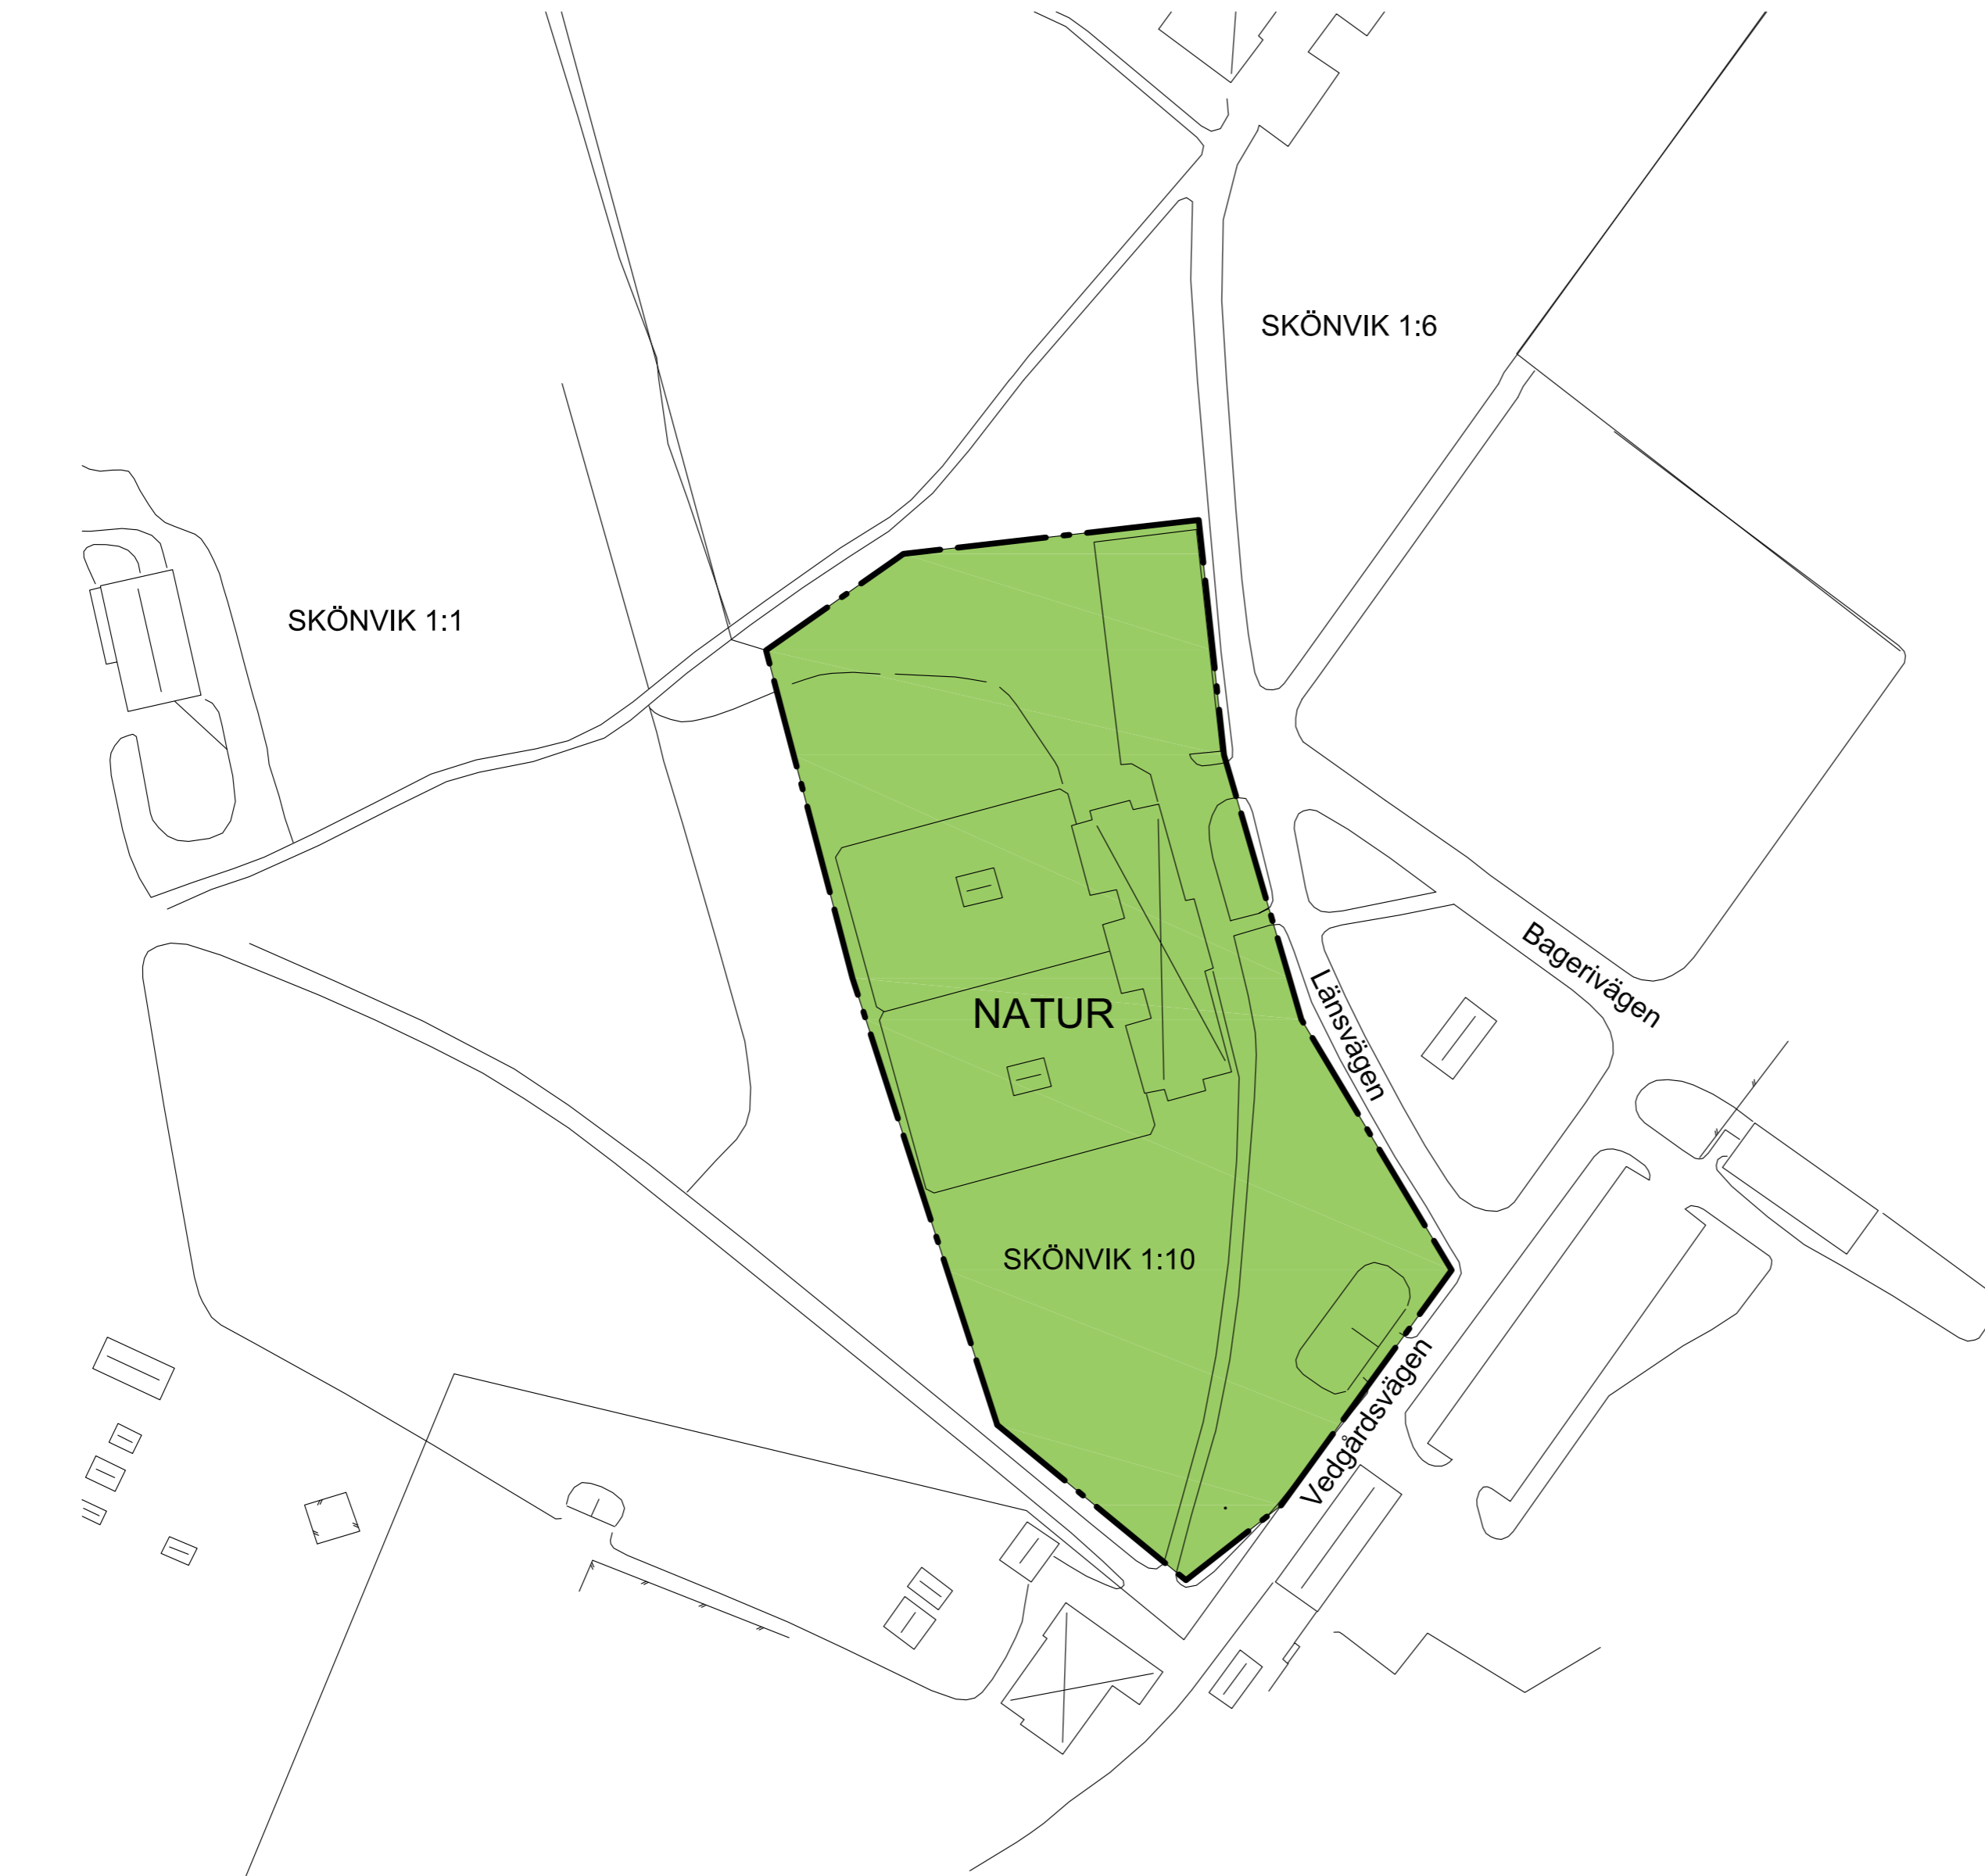 SKÖNVIK 1:6
SKÖNVIK 1:1
Bagerivägen
Länsvägen
NATUR
SKÖNVIK 1:10
Vedgårdsvägen